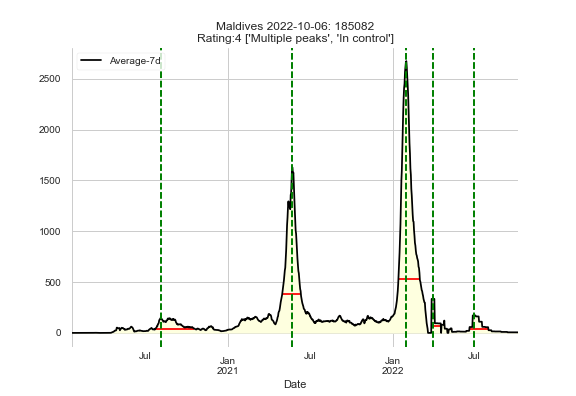 Maldives 2022-10-06: 185082
Rating:4 ['Multiple peaks', 'In control']
Average-7d
2500
2000
1500
1000
500
0
Jul
Jan
2021
Jul
Jan
2022
Jul
Date